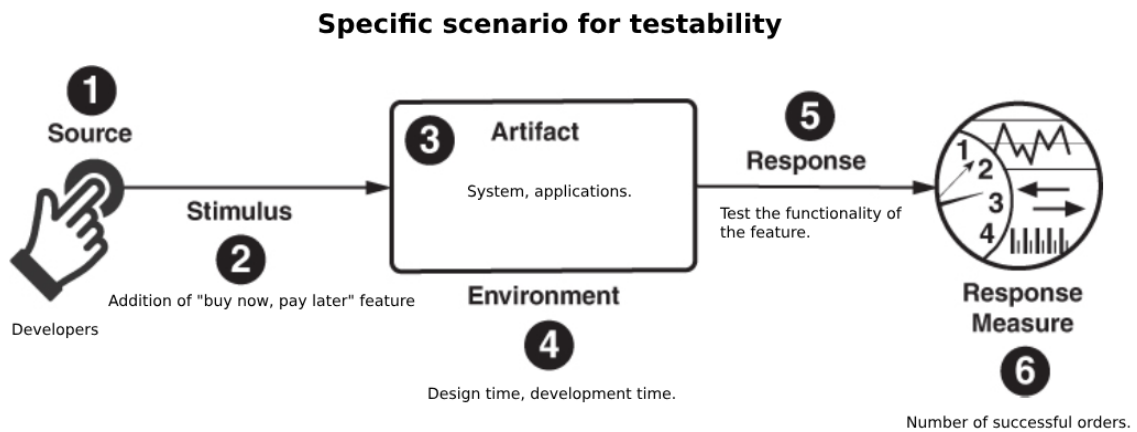 Specific scenario for testability
1
Source
Developers
Stimulus
2
Addition of "buy now, pay later" feature
3
Artifact
System, applications.
Environment
4
Design time, development time.
5
Response
Test the functionality of
the feature.
1
2
3
4
Response
Measure
6
Number of successful orders.